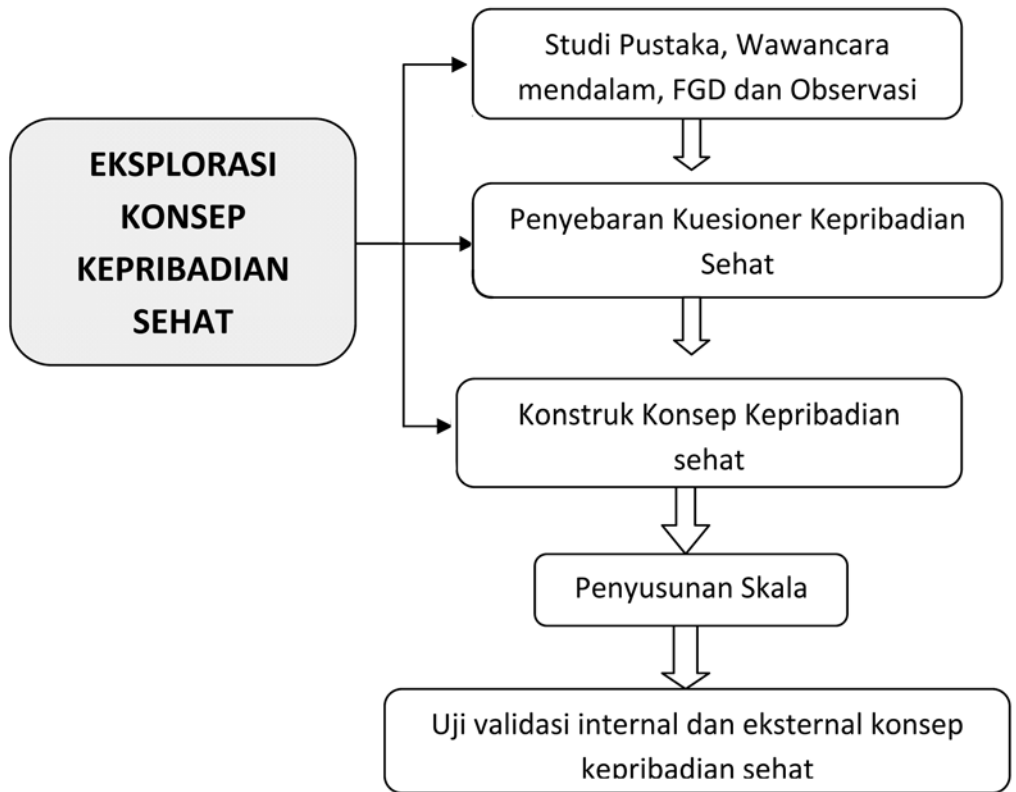 EKSPLORASI
KONSEP
KEPRIBADIAN
SEHAT
Studi Pustaka, Wawancara
mendalam, FGD dan Observasi
Penyebaran Kuesioner Kepribadian
Sehat
Konstruk Konsep Kepribadian
sehat
Penyusunan Skala
Uji validasi internal dan eksternal konsep
kepribadian sehat